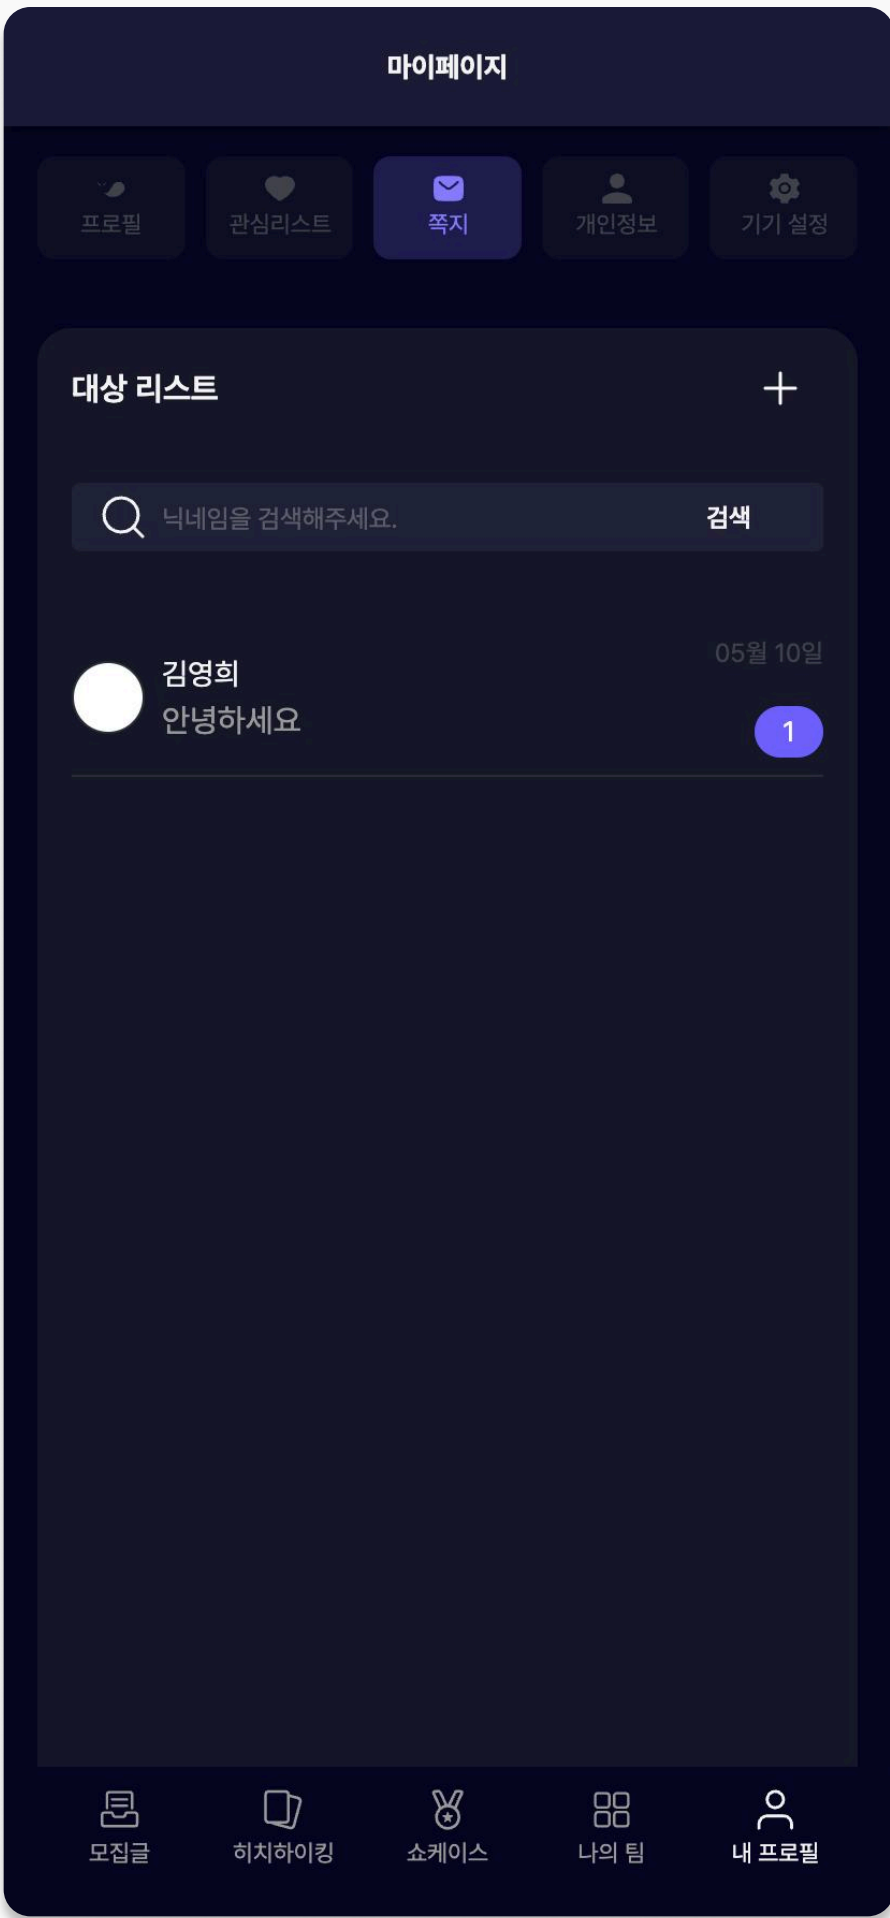 마이페이지
프로필
관심리스트
쪽지
개인정보
기기 설정
대상 리스트
닉네임을 검색해주세요.
검색
김영희
05월 10일
안녕하세요
1
모집글
히치하이킹
쇼케이스
나의 팀
내 프로필